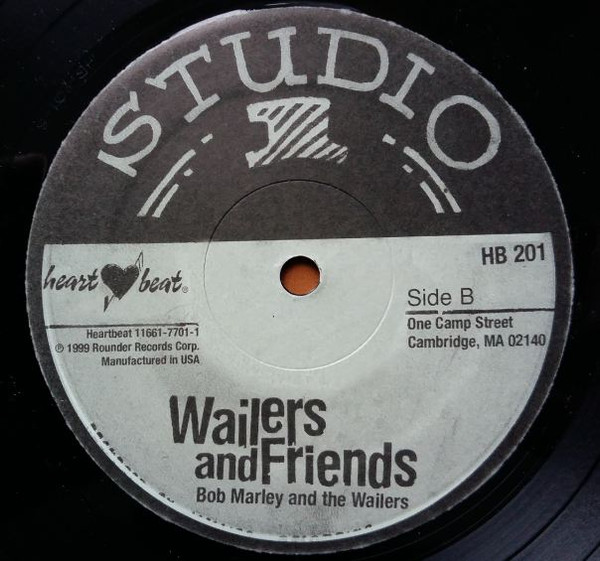 STUDIO
1
HB 201
heart beat®
Side B
Heartbeat 11661-7701-1
℗ 1999 Rounder Records Corp.
Manufactured in USA
One Camp Street
Cambridge, MA 02140
Wailers
and Friends
Bob Marley and the Wailers